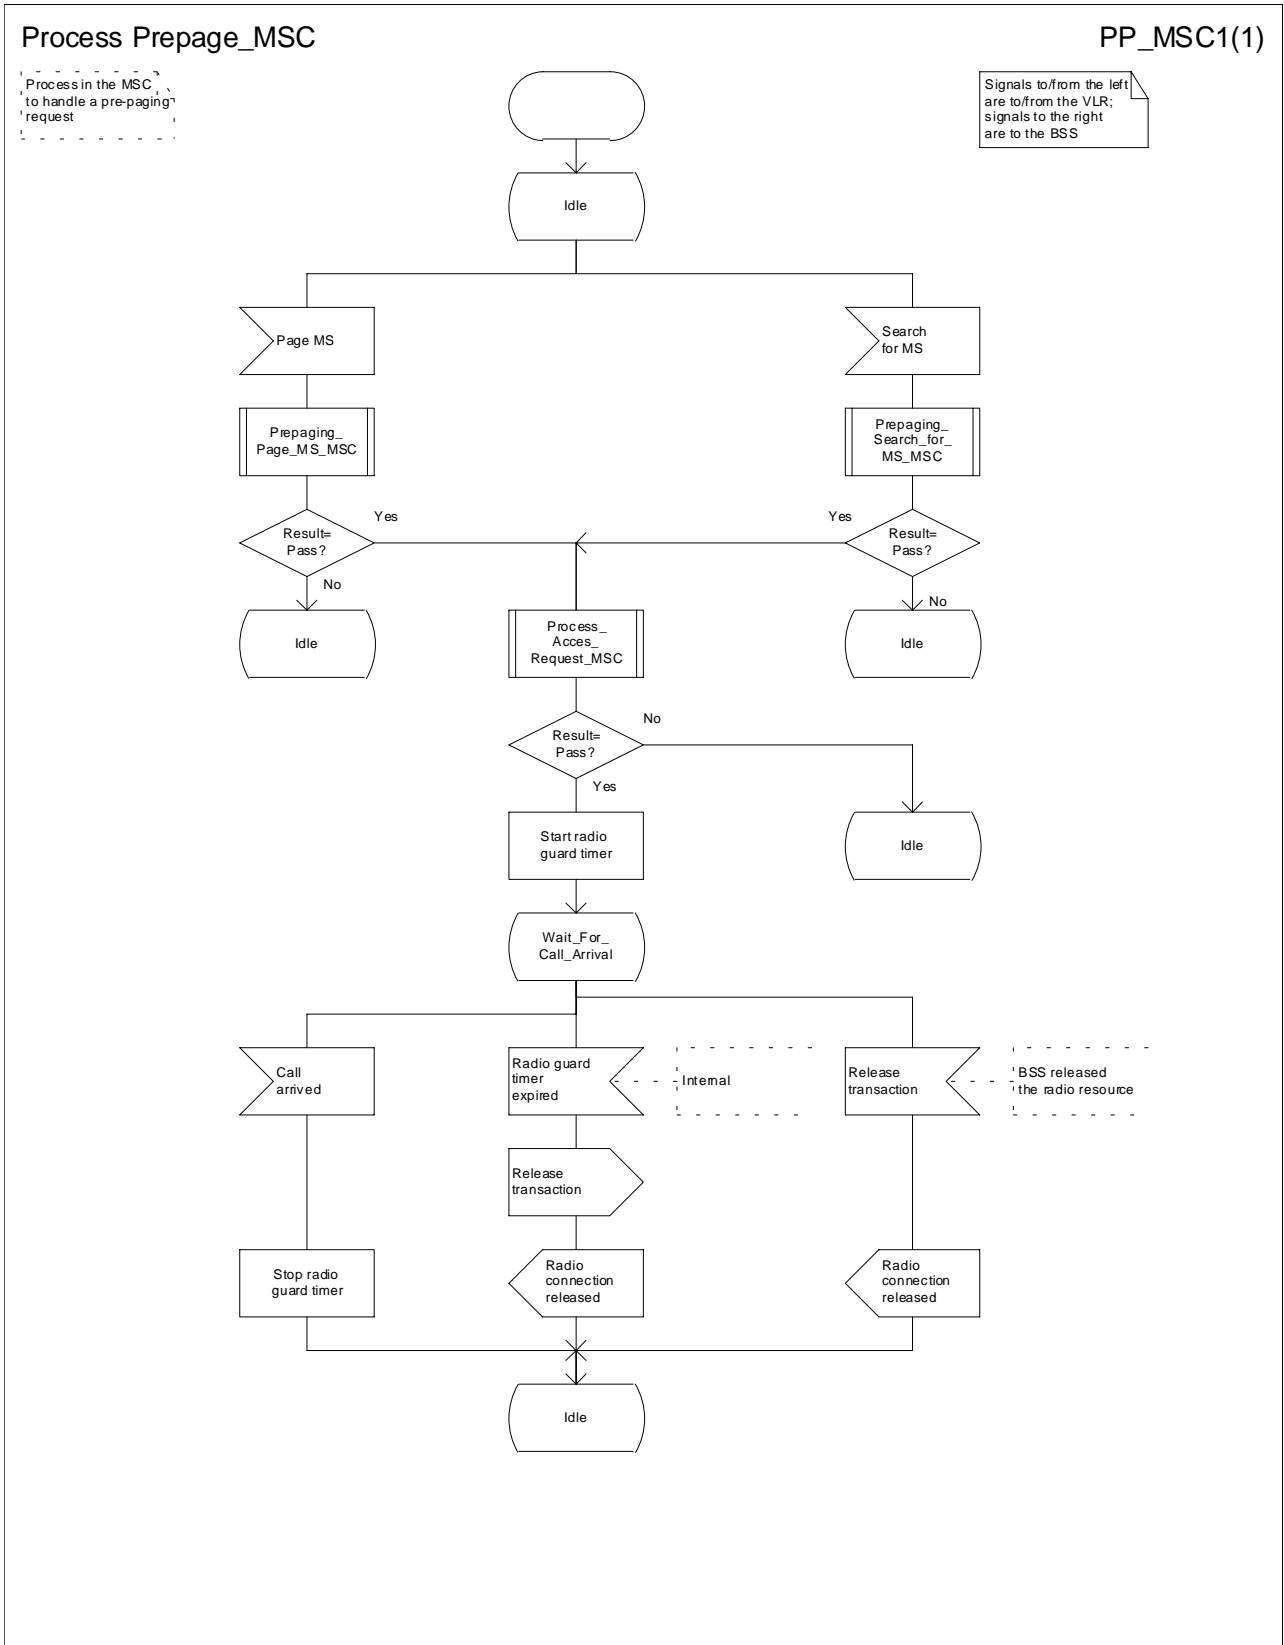 Process Prepage_MSC
PP_MSC1(1)
Process in the MSC
to handle a pre-paging
request
Signals to/from the left
are to/from the VLR;
signals to the right
are to the BSS
Idle
Page MS
Search
for MS
Prepaging_
Page_MS_MSC
Prepaging_
Search_for_
MS_MSC
Yes
Yes
Result=
Pass?
Result=
Pass?
No
No
Idle
Process_
Acces_
Request_MSC
Idle
No
Result=
Pass?
Yes
Start radio
guard timer
Idle
Wait_For_
Call_Arrival
Call
arrived
Radio guard
timer
expired
Internal
Release
transaction
BSS released
the radio resource
Release
transaction
Stop radio
guard timer
Radio
connection
released
Radio
connection
released
Idle